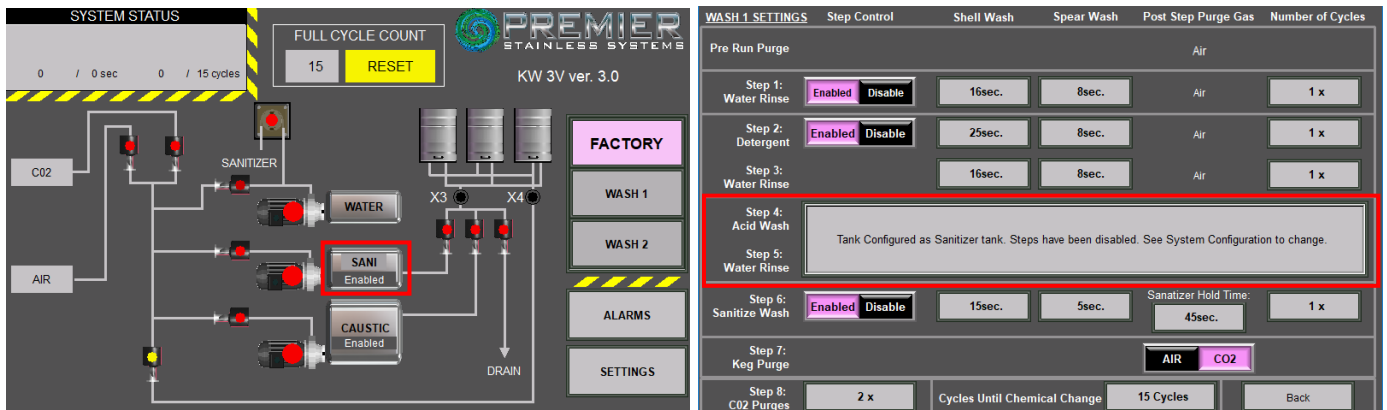 SYSTEM STATUS
0 / 0 sec 0 / 15 cycles
FULL CYCLE COUNT
15 RESET
PREMIER
STAINLESS SYSTEMS
KW 3V ver. 3.0
SANITIZER
C02
WATER
X3 X4
SANI
Enabled
AIR
CAUSTIC
Enabled
DRAIN
FACTORY
WASH 1
WASH 2
ALARMS
SETTINGS
WASH 1 SETTINGS Step Control Shell Wash Spear Wash Post Step Purge Gas Number of Cycles
Pre Run Purge Air
Step 1:
Water Rinse Enabled Disable 16sec. 8sec. Air 1 x
Step 2:
Detergent Enabled Disable 25sec. 8sec. Air 1 x
Step 3:
Water Rinse 16sec. 8sec. Air 1 x
Step 4:
Acid Wash
Tank Configured as Sanitizer tank. Steps have been disabled. See System Configuration to change.
Step 5:
Water Rinse
Step 6:
Sanitize Wash Enabled Disable 15sec. 5sec. Sanatizer Hold Time:
45sec. 1 x
Step 7:
Keg Purge AIR CO2
Step 8:
C02 Purges 2 x Cycles Until Chemical Change 15 Cycles Back